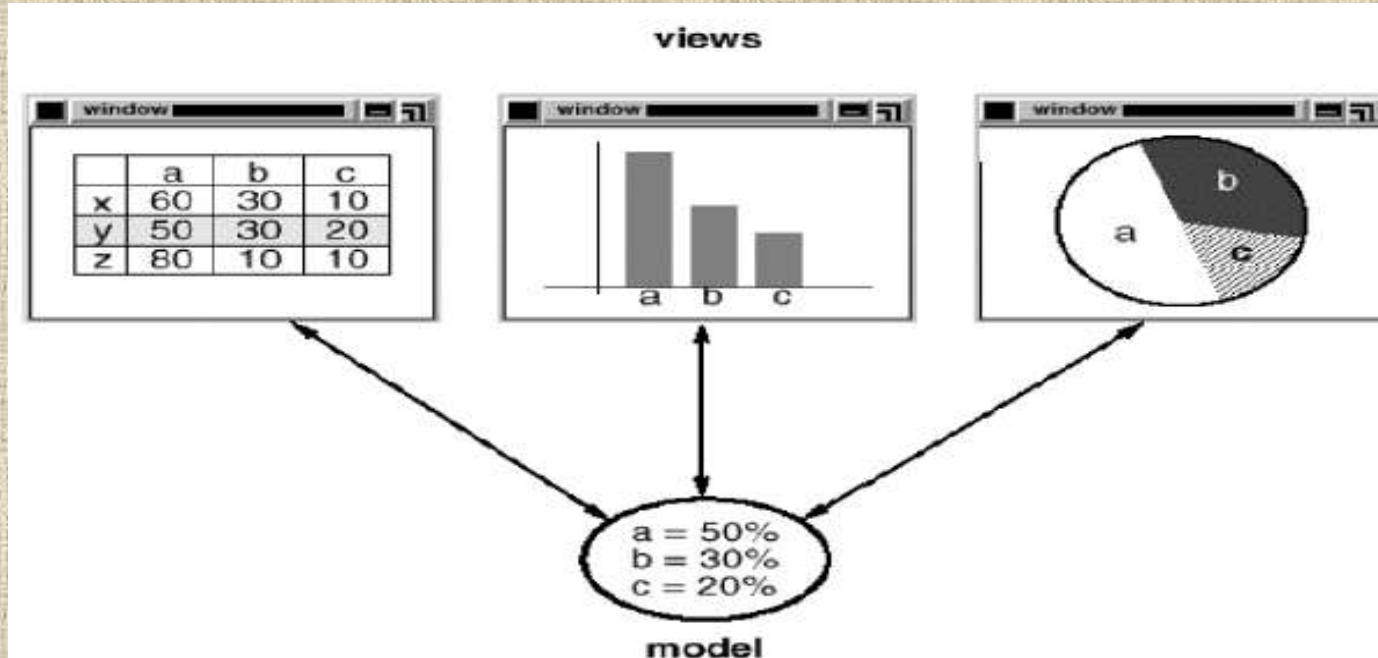 views
window
window
window
a b c
x 60 30 10
y 50 30 20
z 80 10 10
a b c
b
a
c
a = 50%
b = 30%
c = 20%
model